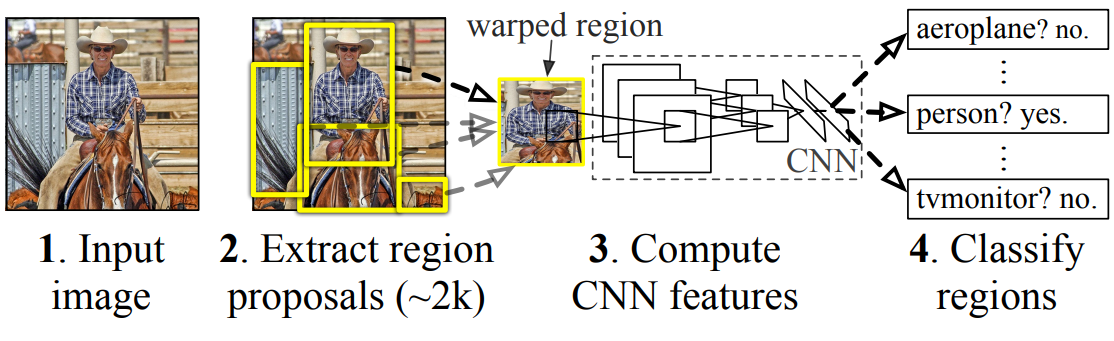 warped region
aeroplane? no.
person? yes.
CNN
tvmonitor? no.
1. Input
image
2. Extract region
proposals (~2k)
3. Compute
CNN features
4. Classify
regions